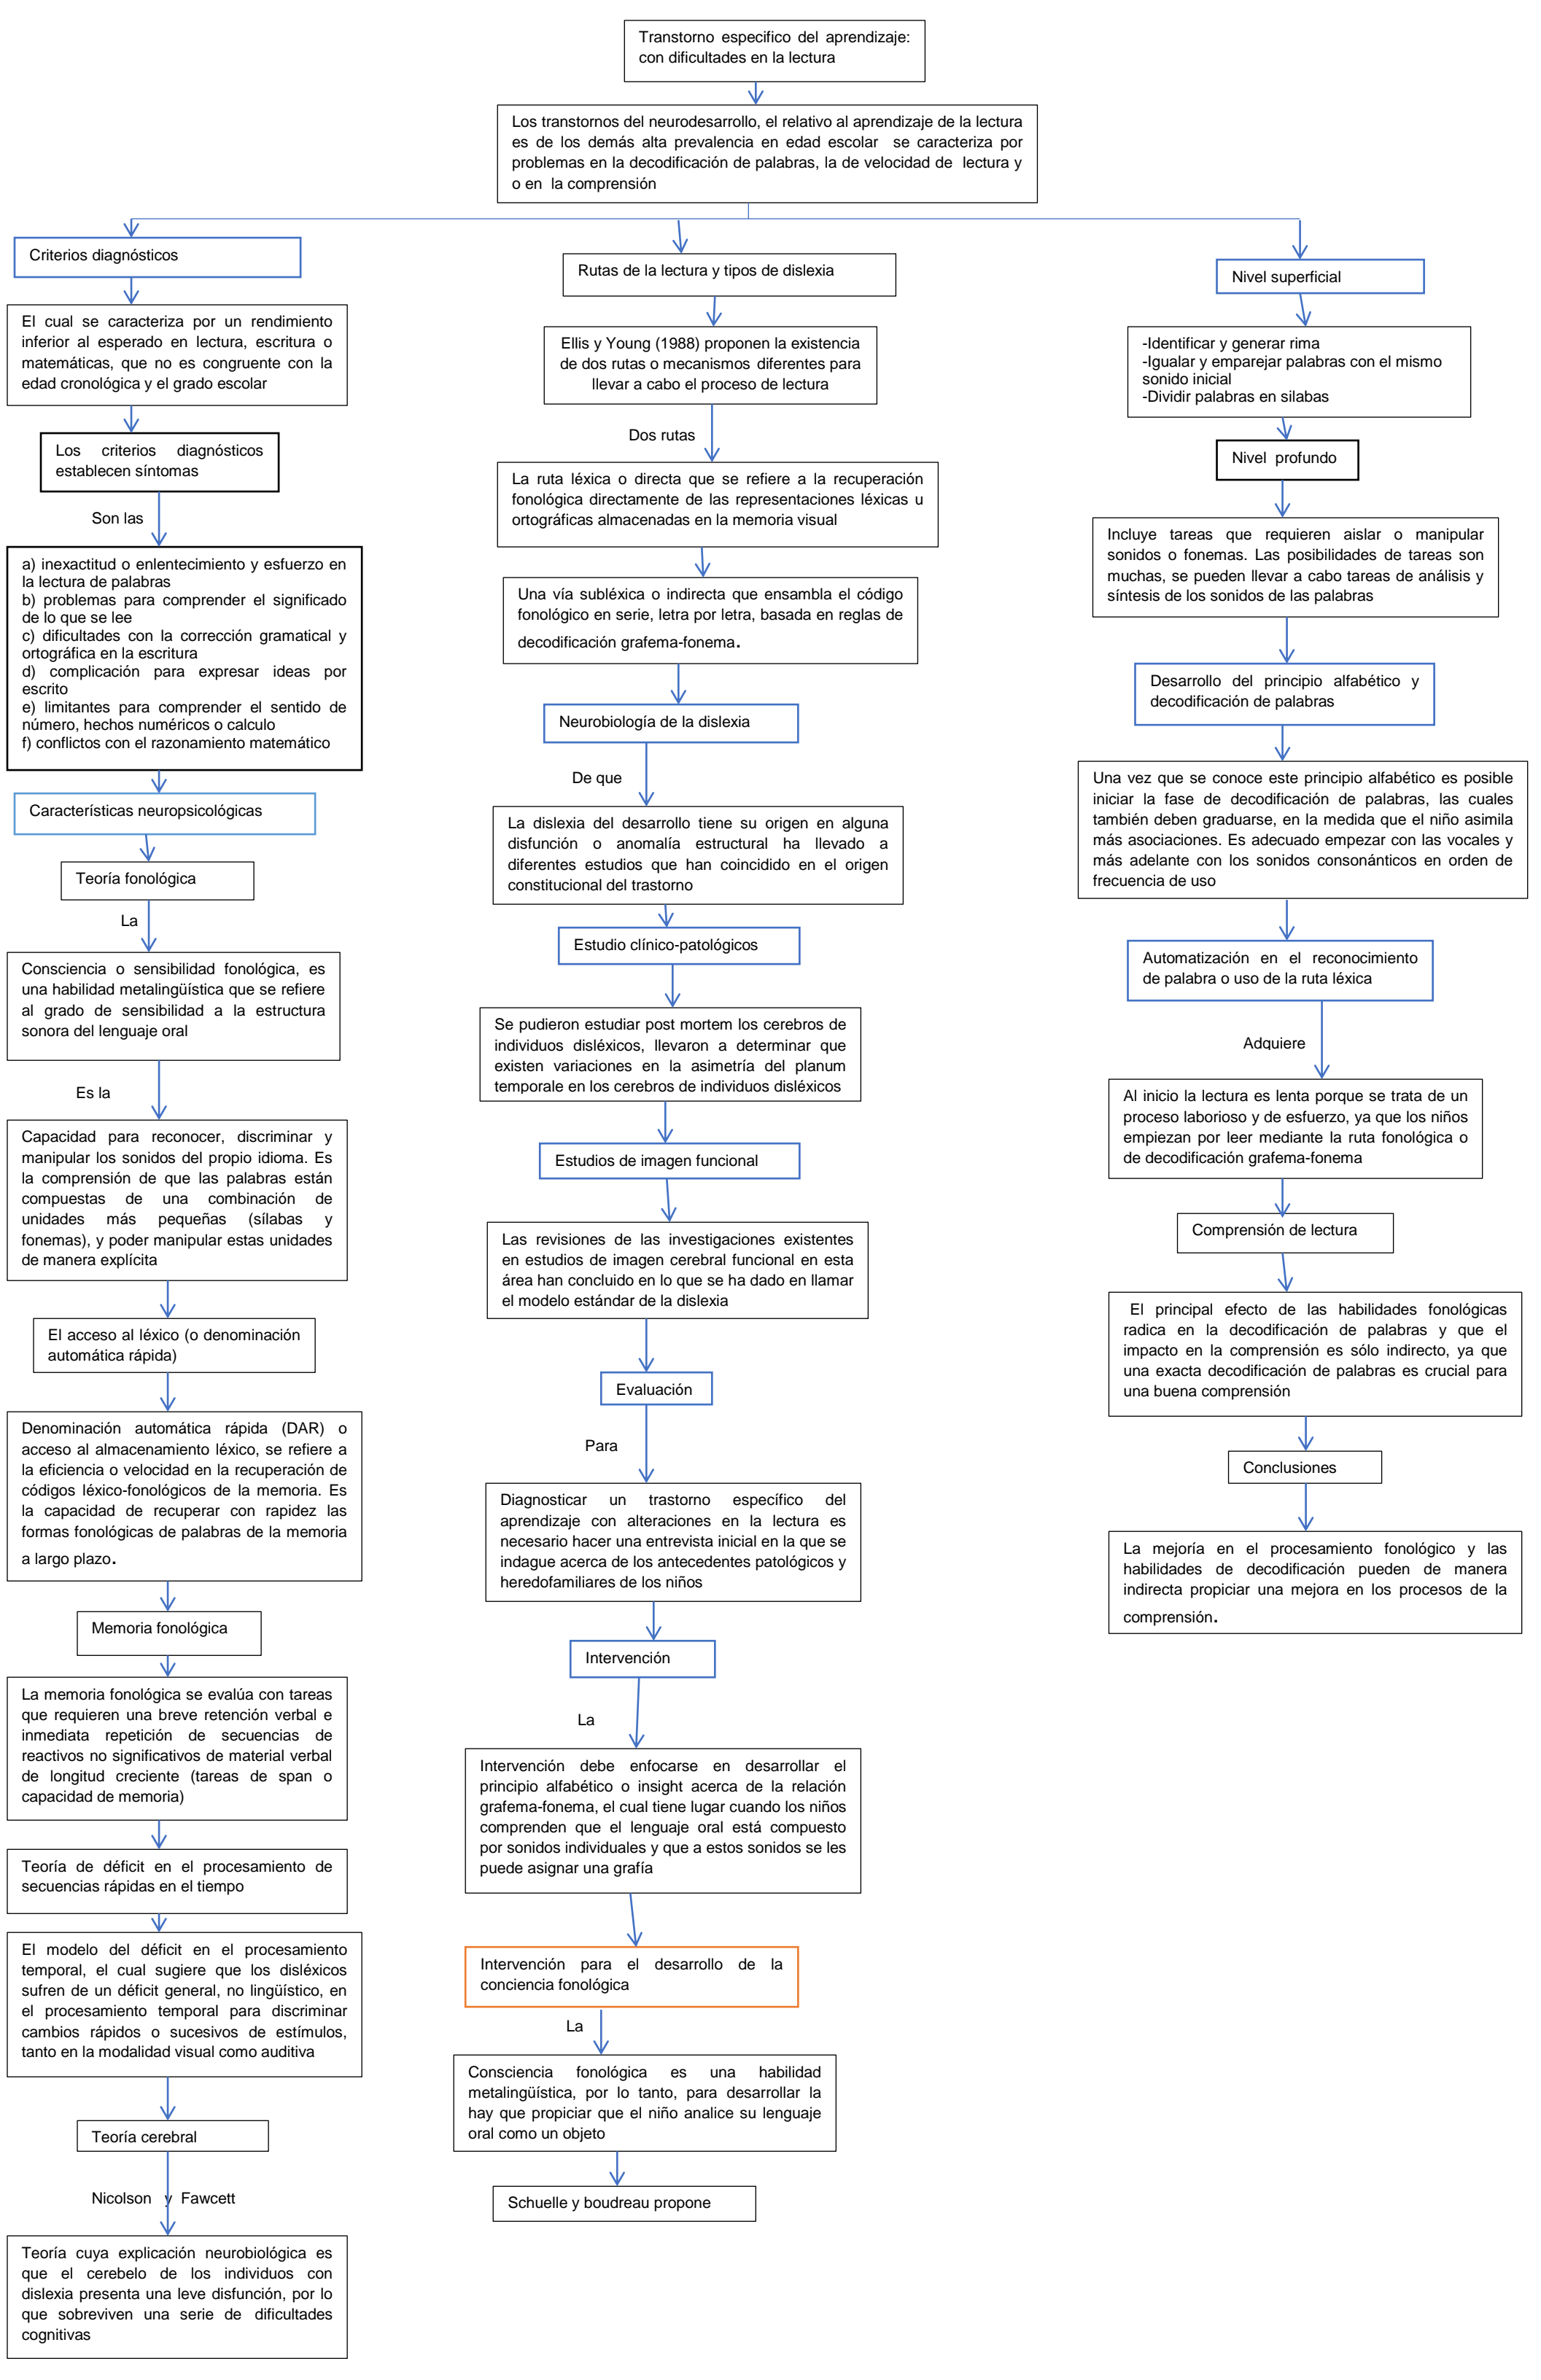 Transtorno especifico del aprendizaje:
con dificultades en la lectura
Los transtornos del neurodesarrollo, el relativo al aprendizaje de la lectura
es de los demás alta prevalencia en edad escolar se caracteriza por
problemas en la decodificación de palabras, la de velocidad de lectura y
o en la comprensión
Criterios diagnósticos
El cual se caracteriza por un rendimiento
inferior al esperado en lectura, escritura o
matemáticas, que no es congruente con la
edad cronológica y el grado escolar
Los criterios diagnósticos
establecen síntomas
Son las
a) inexactitud o enlentecimiento y esfuerzo en
la lectura de palabras
b) problemas para comprender el significado
de lo que se lee
c) dificultades con la corrección gramatical y
ortográfica en la escritura
d) complicación para expresar ideas por
escrito
e) limitantes para comprender el sentido de
número, hechos numéricos o calculo
f) conflictos con el razonamiento matemático
Características neuropsicológicas
Teoría fonológica
La
Consciencia o sensibilidad fonológica, es
una habilidad metalingüística que se refiere
al grado de sensibilidad a la estructura
sonora del lenguaje oral
Es la
Capacidad para reconocer, discriminar y
manipular los sonidos del propio idioma. Es
la comprensión de que las palabras están
compuestas de una combinación de
unidades más pequeñas (sílabas y
fonemas), y poder manipular estas unidades
de manera explícita
El acceso al léxico (o denominación
automática rápida)
Denominación automática rápida (DAR) o
acceso al almacenamiento léxico, se refiere a
la eficiencia o velocidad en la recuperación de
códigos léxico-fonológicos de la memoria. Es
la capacidad de recuperar con rapidez las
formas fonológicas de palabras de la memoria
a largo plazo.
Memoria fonológica
La memoria fonológica se evalúa con tareas
que requieren una breve retención verbal e
inmediata repetición de secuencias de
reactivos no significativos de material verbal
de longitud creciente (tareas de span o
capacidad de memoria)
Teoría de déficit en el procesamiento de
secuencias rápidas en el tiempo
El modelo del déficit en el procesamiento
temporal, el cual sugiere que los disléxicos
sufren de un déficit general, no lingüístico, en
el procesamiento temporal para discriminar
cambios rápidos o sucesivos de estímulos,
tanto en la modalidad visual como auditiva
Teoría cerebral
Nicolson y Fawcett
Teoría cuya explicación neurobiológica es
que el cerebelo de los individuos con
dislexia presenta una leve disfunción, por lo
que sobreviven una serie de dificultades
cognitivas
Rutas de la lectura y tipos de dislexia
Ellis y Young (1988) proponen la existencia
de dos rutas o mecanismos diferentes para
llevar a cabo el proceso de lectura
Dos rutas
La ruta léxica o directa que se refiere a la recuperación
fonológica directamente de las representaciones léxicas u
ortográficas almacenadas en la memoria visual
Una vía subléxica o indirecta que ensambla el código
fonológico en serie, letra por letra, basada en reglas de
decodificación grafema-fonema.
Neurobiología de la dislexia
De que
La dislexia del desarrollo tiene su origen en alguna
disfunción o anomalía estructural ha llevado a
diferentes estudios que han coincidido en el origen
constitucional del trastorno
Estudio clínico-patológicos
Se pudieron estudiar post mortem los cerebros de
individuos disléxicos, llevaron a determinar que
existen variaciones en la asimetría del planum
temporale en los cerebros de individuos disléxicos
Estudios de imagen funcional
Las revisiones de las investigaciones existentes
en estudios de imagen cerebral funcional en esta
área han concluido en lo que se ha dado en llamar
el modelo estándar de la dislexia
Evaluación
Para
Diagnosticar un trastorno específico del
aprendizaje con alteraciones en la lectura es
necesario hacer una entrevista inicial en la que se
indague acerca de los antecedentes patológicos y
heredofamiliares de los niños
Intervención
La
Intervención debe enfocarse en desarrollar el
principio alfabético o insight acerca de la relación
grafema-fonema, el cual tiene lugar cuando los niños
comprenden que el lenguaje oral está compuesto
por sonidos individuales y que a estos sonidos se les
puede asignar una grafía
Intervención para el desarrollo de la
conciencia fonológica
La
Consciencia fonológica es una habilidad
metalingüística, por lo tanto, para desarrollar la
hay que propiciar que el niño analice su lenguaje
oral como un objeto
Schuelle y boudreau propone
Nivel superficial
-Identificar y generar rima
-Igualar y emparejar palabras con el mismo
sonido inicial
-Dividir palabras en silabas
Nivel profundo
Incluye tareas que requieren aislar o manipular
sonidos o fonemas. Las posibilidades de tareas son
muchas, se pueden llevar a cabo tareas de análisis y
síntesis de los sonidos de las palabras
Desarrollo del principio alfabético y
decodificación de palabras
Una vez que se conoce este principio alfabético es posible
iniciar la fase de decodificación de palabras, las cuales
también deben graduarse, en la medida que el niño asimila
más asociaciones. Es adecuado empezar con las vocales y
más adelante con los sonidos consonánticos en orden de
frecuencia de uso
Automatización en el reconocimiento
de palabra o uso de la ruta léxica
Adquiere
Al inicio la lectura es lenta porque se trata de un
proceso laborioso y de esfuerzo, ya que los niños
empiezan por leer mediante la ruta fonológica o
de decodificación grafema-fonema
Comprensión de lectura
El principal efecto de las habilidades fonológicas
radica en la decodificación de palabras y que el
impacto en la comprensión es sólo indirecto, ya que
una exacta decodificación de palabras es crucial para
una buena comprensión
Conclusiones
La mejoría en el procesamiento fonológico y las
habilidades de decodificación pueden de manera
indirecta propiciar una mejora en los procesos de la
comprensión.